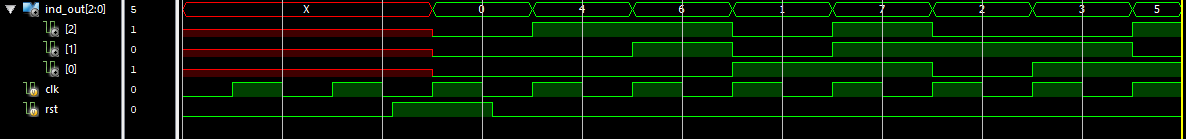 ind_out[2:0] 5 X 0 4 6 1 7 2 3 5
[2] 1
[1] 0
[0] 1
clk 0
rst 0